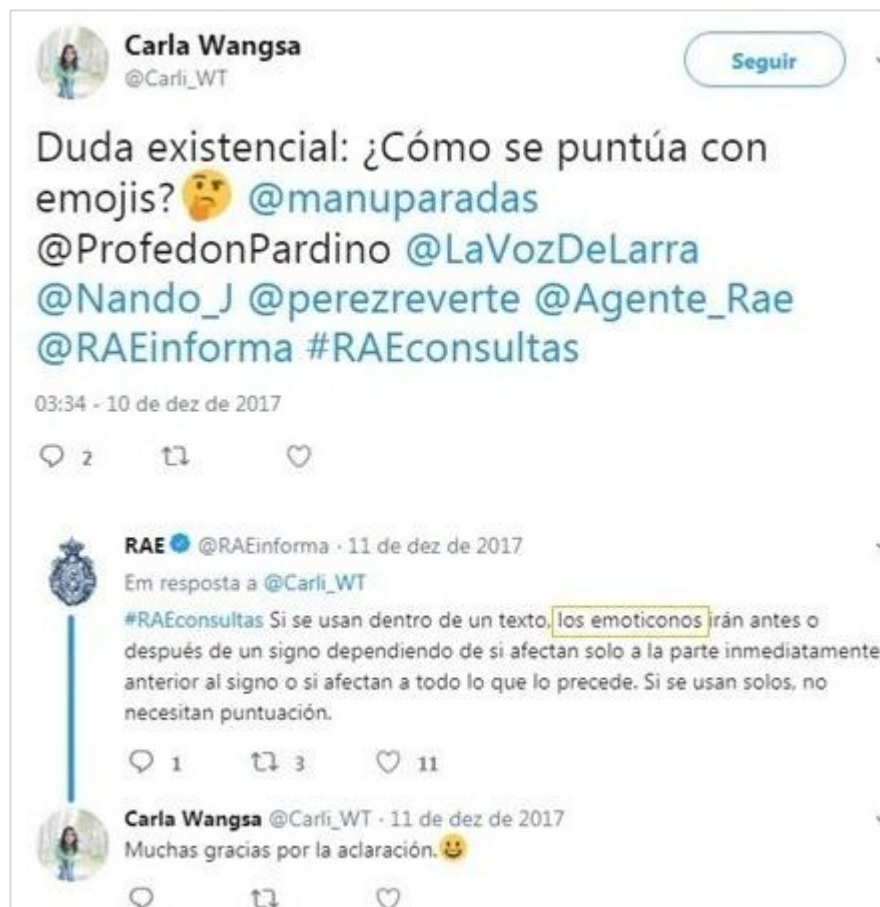 Carla Wangsa
@Carli_WT
Seguir
Duda existencial: ¿Cómo se puntúa con
emojis?🤔 @manuparadas
@ProfedonPardino @LaVozDeLarra
@Nando_J @perezreverte @Agente_Rae
@RAEinforma #RAEconsultas
03:34 - 10 de dez de 2017
2
RAE @RAEinforma · 11 de dez de 2017
Em resposta a @Carli_WT
#RAEconsultas Si se usan dentro de un texto, los emoticonos irán antes o
después de un signo dependiendo de si afectan solo a la parte inmediatamente
anterior al signo o si afectan a todo lo que lo precede. Si se usan solos, no
necesitan puntuación.
1 3 11
Carla Wangsa @Carli_WT · 11 de dez de 2017
Muchas gracias por la aclaración.😃